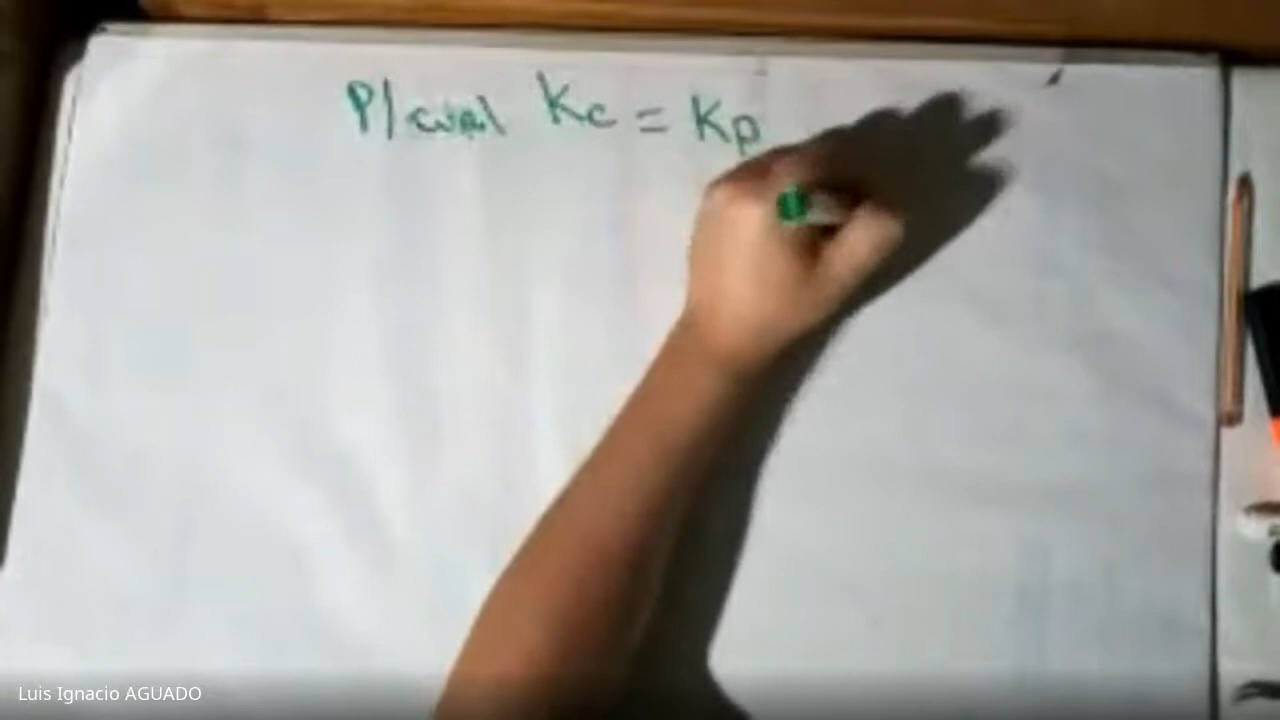 P/cual Kc = Kp
Luis Ignacio AGUADO